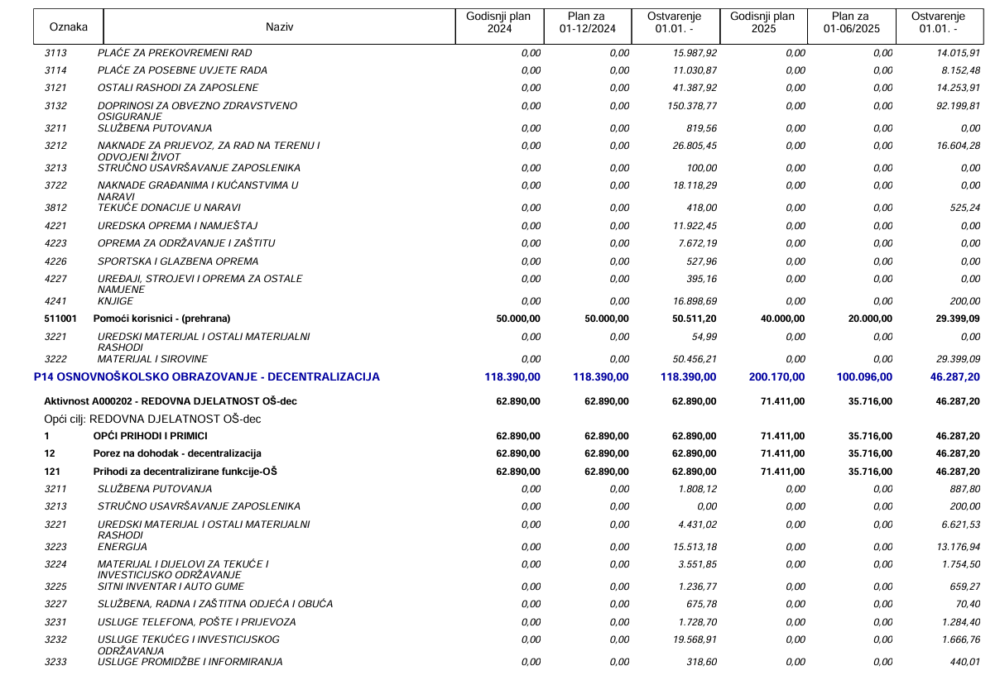 Oznaka Naziv Godisnji plan 2024 Plan za 01-12/2024 Ostvarenje 01.01. - Godisnji plan 2025 Plan za 01-06/2025 Ostvarenje 01.01. -
3113 PLAĆE ZA PREKOVREMENI RAD 0,00 0,00 15.987,92 0,00 0,00 14.015,91
3114 PLAĆE ZA POSEBNE UVJETE RADA 0,00 0,00 11.030,87 0,00 0,00 8.152,48
3121 OSTALI RASHODI ZA ZAPOSLENE 0,00 0,00 41.387,92 0,00 0,00 14.253,91
3132 DOPRINOSI ZA OBVEZNO ZDRAVSTVENO 0,00 0,00 150.378,77 0,00 0,00 92.199,81
OSIGURANJE
3211 SLUŽBENA PUTOVANJA 0,00 0,00 819,56 0,00 0,00 0,00
3212 NAKNADE ZA PRIJEVOZ, ZA RAD NA TERENU I 0,00 0,00 26.805,45 0,00 0,00 16.604,28
ODVOJENI ŽIVOT
3213 STRUČNO USAVRŠAVANJE ZAPOSLENIKA 0,00 0,00 100,00 0,00 0,00 0,00
3722 NAKNADE GRAĐANIMA I KUĆANSTVIMA U 0,00 0,00 18.118,29 0,00 0,00 0,00
NARAVI
3812 TEKUĆE DONACIJE U NARAVI 0,00 0,00 418,00 0,00 0,00 525,24
4221 UREDSKA OPREMA I NAMJEŠTAJ 0,00 0,00 11.922,45 0,00 0,00 0,00
4223 OPREMA ZA ODRŽAVANJE I ZAŠTITU 0,00 0,00 7.672,19 0,00 0,00 0,00
4226 SPORTSKA I GLAZBENA OPREMA 0,00 0,00 527,96 0,00 0,00 0,00
4227 UREĐAJI, STROJEVI I OPREMA ZA OSTALE 0,00 0,00 395,16 0,00 0,00 0,00
NAMJENE
4241 KNJIGE 0,00 0,00 16.898,69 0,00 0,00 200,00
511001 Pomoći korisnici - (prehrana) 50.000,00 50.000,00 50.511,20 40.000,00 20.000,00 29.399,09
3221 UREDSKI MATERIJAL I OSTALI MATERIJALNI 0,00 0,00 54,99 0,00 0,00 0,00
RASHODI
3222 MATERIJAL I SIROVINE 0,00 0,00 50.456,21 0,00 0,00 29.399,09
P14 OSNOVNOŠKOLSKO OBRAZOVANJE - DECENTRALIZACIJA 118.390,00 118.390,00 118.390,00 200.170,00 100.096,00 46.287,20
Aktivnost A000202 - REDOVNA DJELATNOST OŠ-dec 62.890,00 62.890,00 62.890,00 71.411,00 35.716,00 46.287,20
Opći cilj: REDOVNA DJELATNOST OŠ-dec
1 OPĆI PRIHODI I PRIMICI 62.890,00 62.890,00 62.890,00 71.411,00 35.716,00 46.287,20
12 Porez na dohodak - decentralizacija 62.890,00 62.890,00 62.890,00 71.411,00 35.716,00 46.287,20
121 Prihodi za decentralizirane funkcije-OŠ 62.890,00 62.890,00 62.890,00 71.411,00 35.716,00 46.287,20
3211 SLUŽBENA PUTOVANJA 0,00 0,00 1.808,12 0,00 0,00 887,80
3213 STRUČNO USAVRŠAVANJE ZAPOSLENIKA 0,00 0,00 0,00 0,00 0,00 200,00
3221 UREDSKI MATERIJAL I OSTALI MATERIJALNI 0,00 0,00 4.431,02 0,00 0,00 6.621,53
RASHODI
3223 ENERGIJA 0,00 0,00 15.513,18 0,00 0,00 13.176,94
3224 MATERIJAL I DIJELOVI ZA TEKUĆE I 0,00 0,00 3.551,85 0,00 0,00 1.754,50
INVESTICIJSKO ODRŽAVANJE
3225 SITNI INVENTAR I AUTO GUME 0,00 0,00 1.236,77 0,00 0,00 659,27
3227 SLUŽBENA, RADNA I ZAŠTITNA ODJEĆA I OBUĆA 0,00 0,00 675,78 0,00 0,00 70,40
3231 USLUGE TELEFONA, POŠTE I PRIJEVOZA 0,00 0,00 1.728,70 0,00 0,00 1.284,40
3232 USLUGE TEKUĆEG I INVESTICIJSKOG 0,00 0,00 19.568,91 0,00 0,00 1.666,76
ODRŽAVANJA
3233 USLUGE PROMIDŽBE I INFORMIRANJA 0,00 0,00 318,60 0,00 0,00 440,01